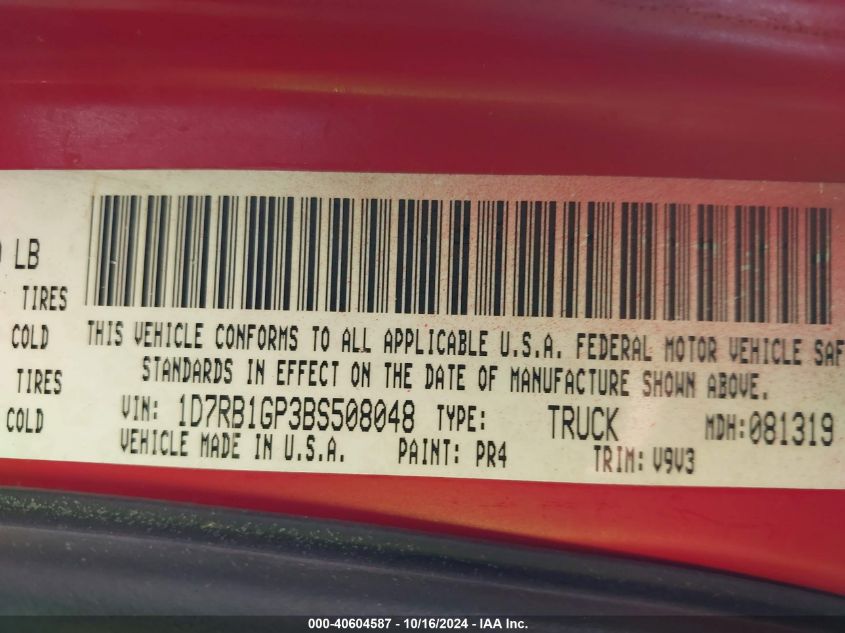 LB
TIRES
COLD
TIRES
COLD
THIS VEHICLE CONFORMS TO ALL APPLICABLE U.S.A. FEDERAL MOTOR VEHICLE SAF
STANDARDS IN EFFECT ON THE DATE OF MANUFACTURE SHOWN ABOVE.
VIN: 1D7RB1GP3BS508048 TYPE: TRUCK MDH:081319
VEHICLE MADE IN U.S.A. PAINT: PR4 TRIM: V9V3
000-40604587 - 10/16/2024 - IAA Inc.